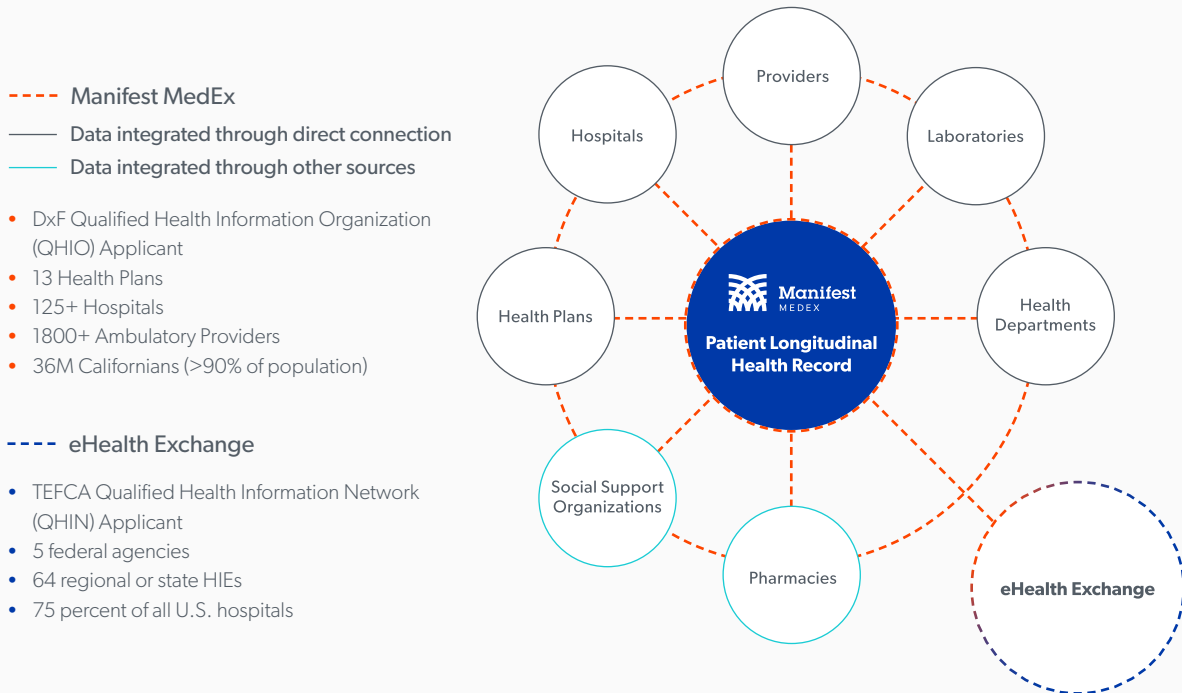 Manifest MedEx
Data integrated through direct connection
Data integrated through other sources
• DxF Qualified Health Information Organization
(QHIO) Applicant
• 13 Health Plans
• 125+ Hospitals
• 1800+ Ambulatory Providers
• 36M Californians (>90% of population)
eHealth Exchange
• TEFCA Qualified Health Information Network
(QHIN) Applicant
• 5 federal agencies
• 64 regional or state HIEs
• 75 percent of all U.S. hospitals
Providers
Hospitals
Laboratories
Health Plans
Manifest
MEDEX
Patient Longitudinal
Health Record
Health
Departments
Social Support
Organizations
Pharmacies
eHealth Exchange